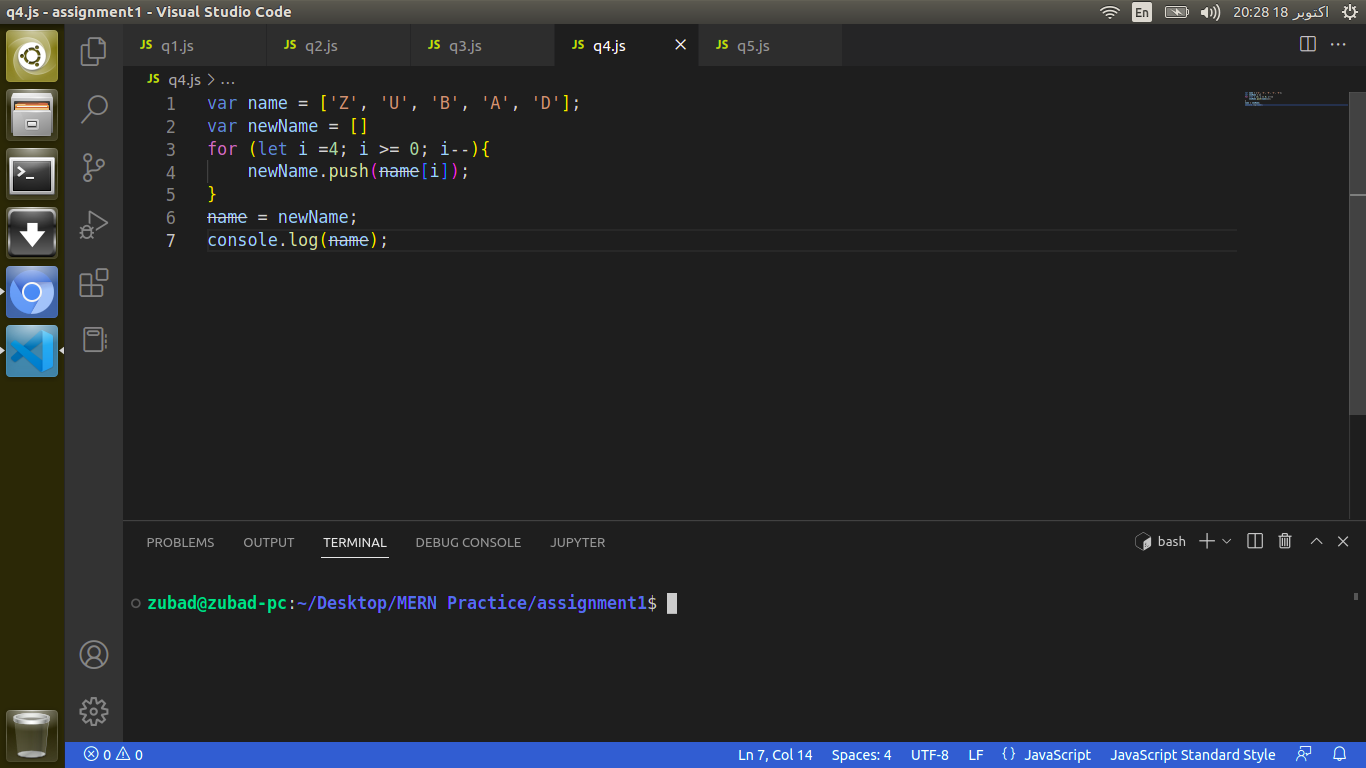 q4.js - assignment1 - Visual Studio Code
En
20:28 18 اکتوبر
JS q1.js
JS q2.js
JS q3.js
JS q4.js
JS q5.js
JS q4.js > ...
1 var name = ['Z', 'U', 'B', 'A', 'D'];
2 var newName = []
3 for (let i =4; i >= 0; i--){
4     newName.push(name[i]);
5 }
6 name = newName;
7 console.log(name);
PROBLEMS OUTPUT TERMINAL DEBUG CONSOLE JUPYTER
bash
zubad@zubad-pc:~/Desktop/MERN Practice/assignment1$
0 0
Ln 7, Col 14 Spaces: 4 UTF-8 LF {} JavaScript JavaScript Standard Style